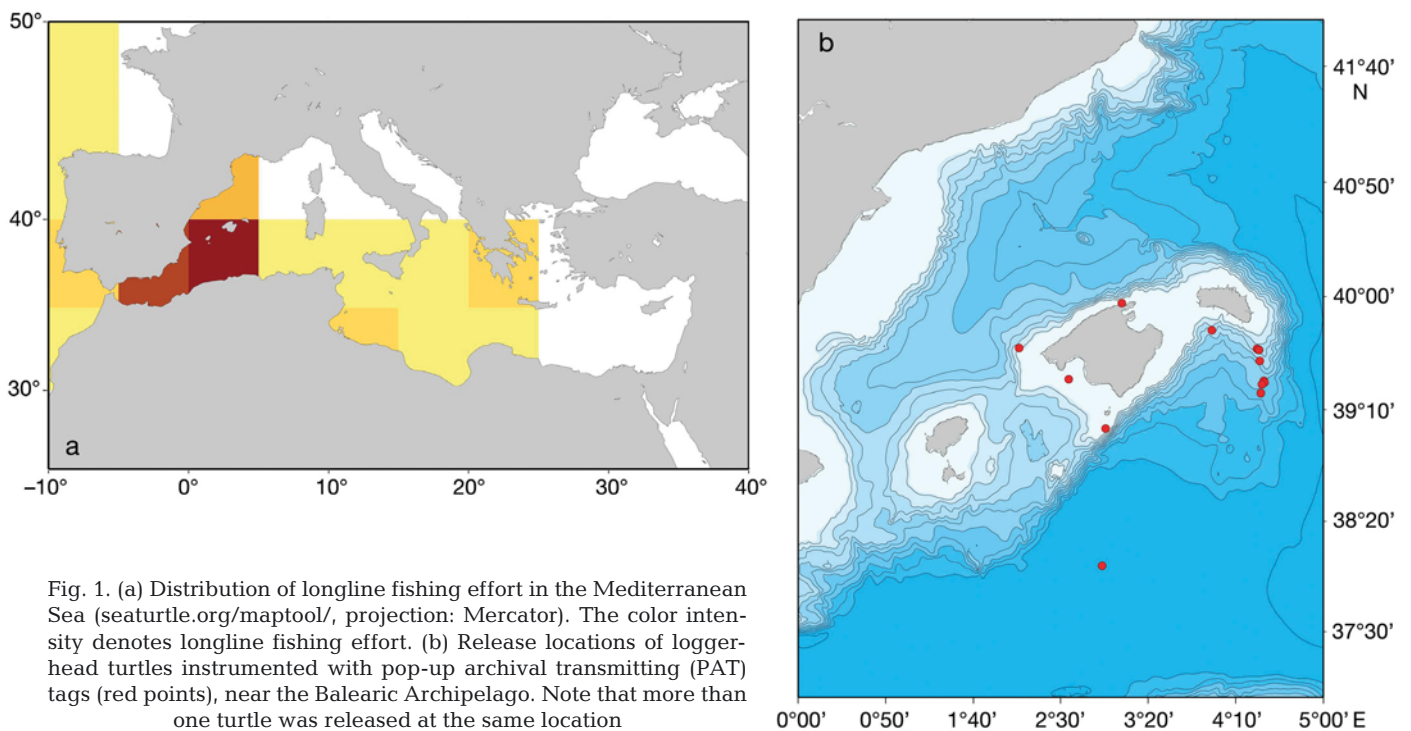 50°
40°
30°
a
−10° 0° 10° 20° 30° 40°
Fig. 1. (a) Distribution of longline fishing effort in the Mediterranean
Sea (seaturtle.org/maptool/, projection: Mercator). The color inten-
sity denotes longline fishing effort. (b) Release locations of logger-
head turtles instrumented with pop-up archival transmitting (PAT)
tags (red points), near the Balearic Archipelago. Note that more than
one turtle was released at the same location
b
41°40'
N
40°50'
40°00'
39°10'
38°20'
37°30'
0°00' 0°50' 1°40' 2°30' 3°20' 4°10' 5°00' E